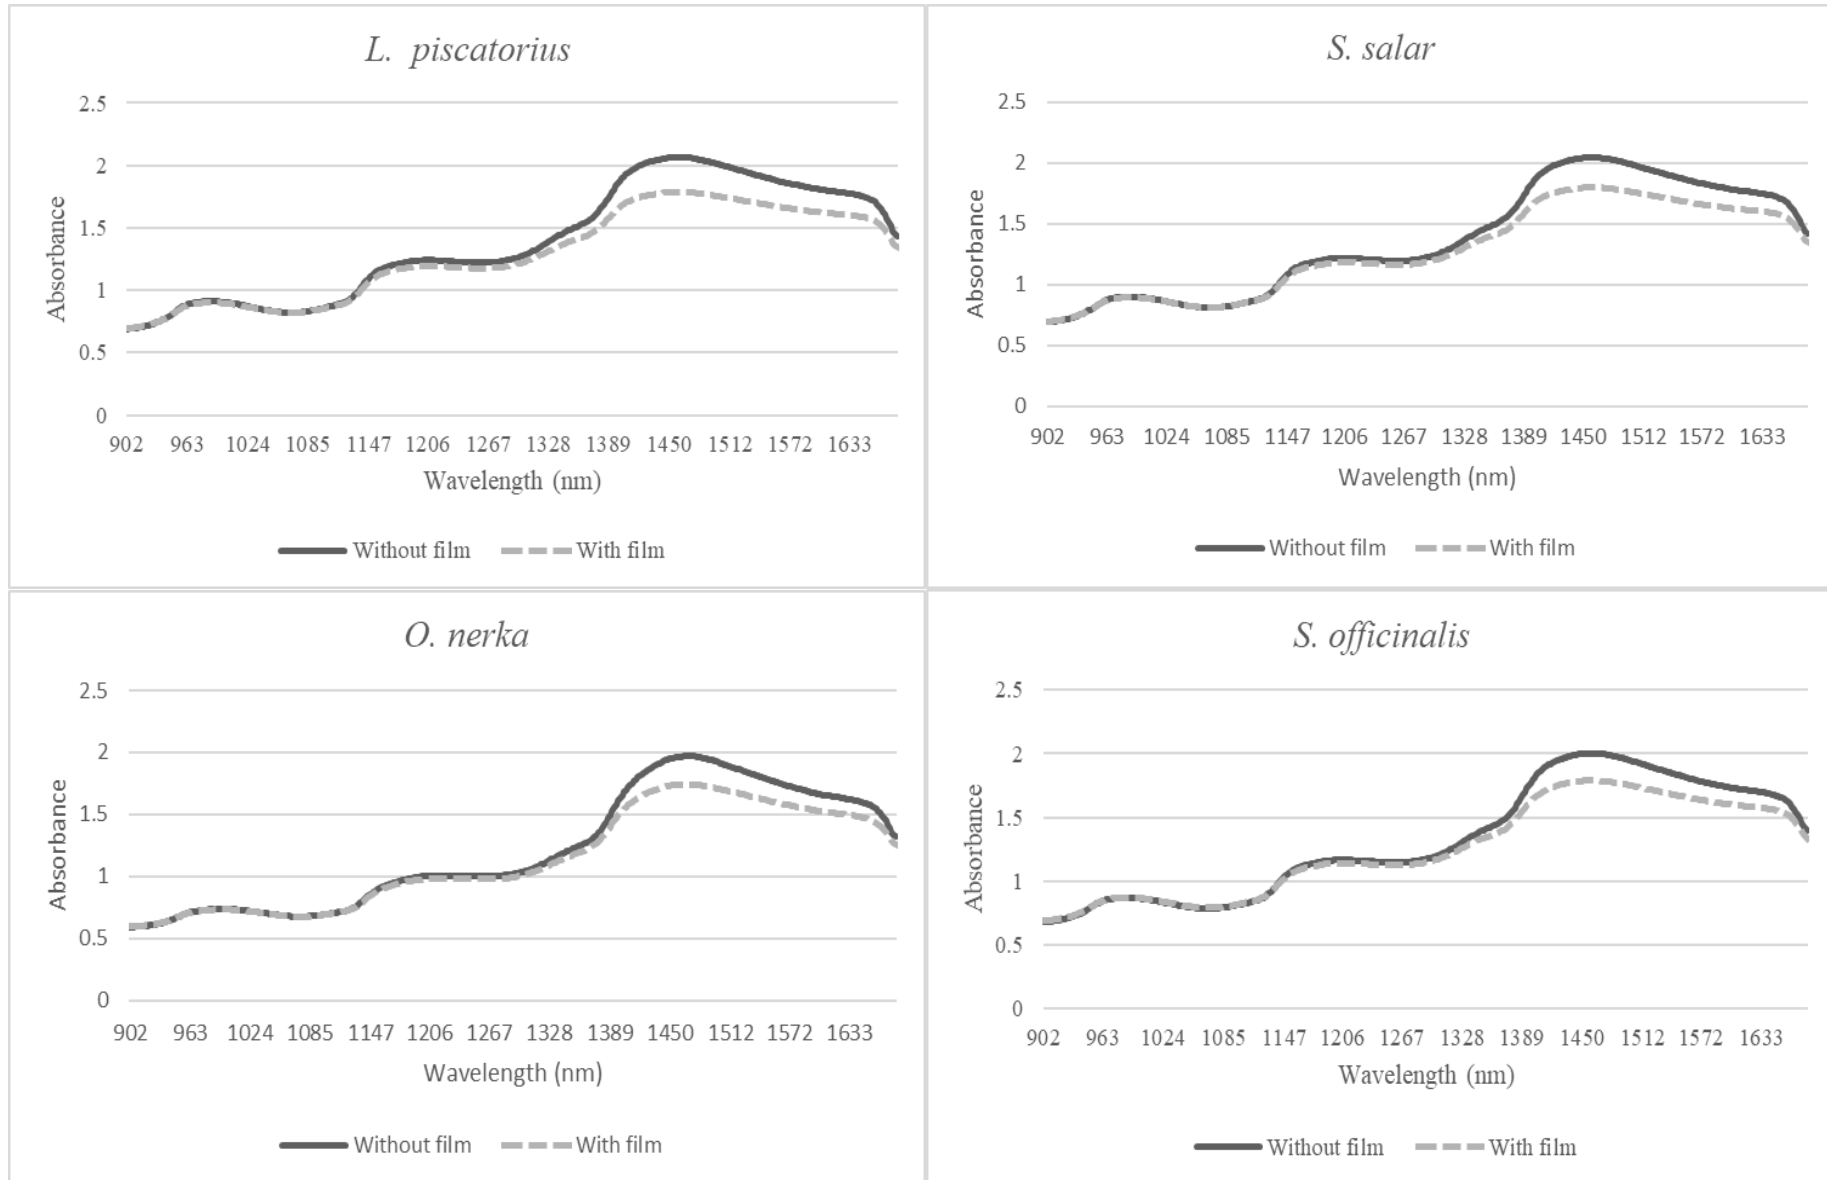 L. piscatorius
2.5
2
1.5
1
0.5
0
Absorbance
902 963 1024 1085 1147 1206 1267 1328 1389 1450 1512 1572 1633
Wavelength (nm)
Without film With film
S. salar
2.5
2
1.5
1
0.5
0
Absorbance
902 963 1024 1085 1147 1206 1267 1328 1389 1450 1512 1572 1633
Wavelength (nm)
Without film With film
O. nerka
2.5
2
1.5
1
0.5
0
Absorbance
902 963 1024 1085 1147 1206 1267 1328 1389 1450 1512 1572 1633
Wavelength (nm)
Without film With film
S. officinalis
2.5
2
1.5
1
0.5
0
Absorbance
902 963 1024 1085 1147 1206 1267 1328 1389 1450 1512 1572 1633
Wavelength (nm)
Without film With film